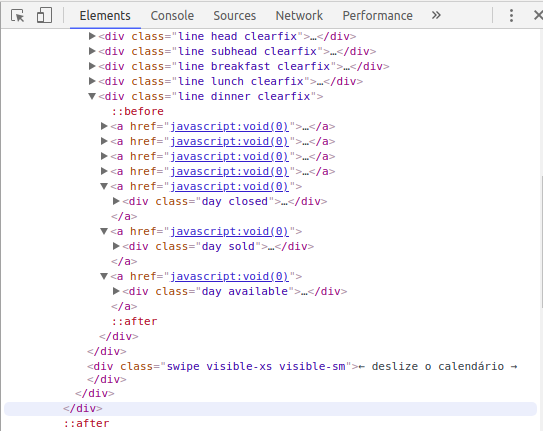 Elements Console Sources Network Performance »
▶<div class="line head clearfix">…</div>
▶<div class="line subhead clearfix">…</div>
▶<div class="line breakfast clearfix">…</div>
▶<div class="line lunch clearfix">…</div>
▼<div class="line dinner clearfix">
::before
▶<a href="javascript:void(0)">…</a>
▶<a href="javascript:void(0)">…</a>
▶<a href="javascript:void(0)">…</a>
▶<a href="javascript:void(0)">…</a>
▼<a href="javascript:void(0)">
▶<div class="day closed">…</div>
</a>
▼<a href="javascript:void(0)">
▶<div class="day sold">…</div>
</a>
▼<a href="javascript:void(0)">
▶<div class="day available">…</div>
</a>
::after
</div>
</div>
<div class="swipe visible-xs visible-sm">← deslize o calendário →
</div>
</div>
</div>
::after